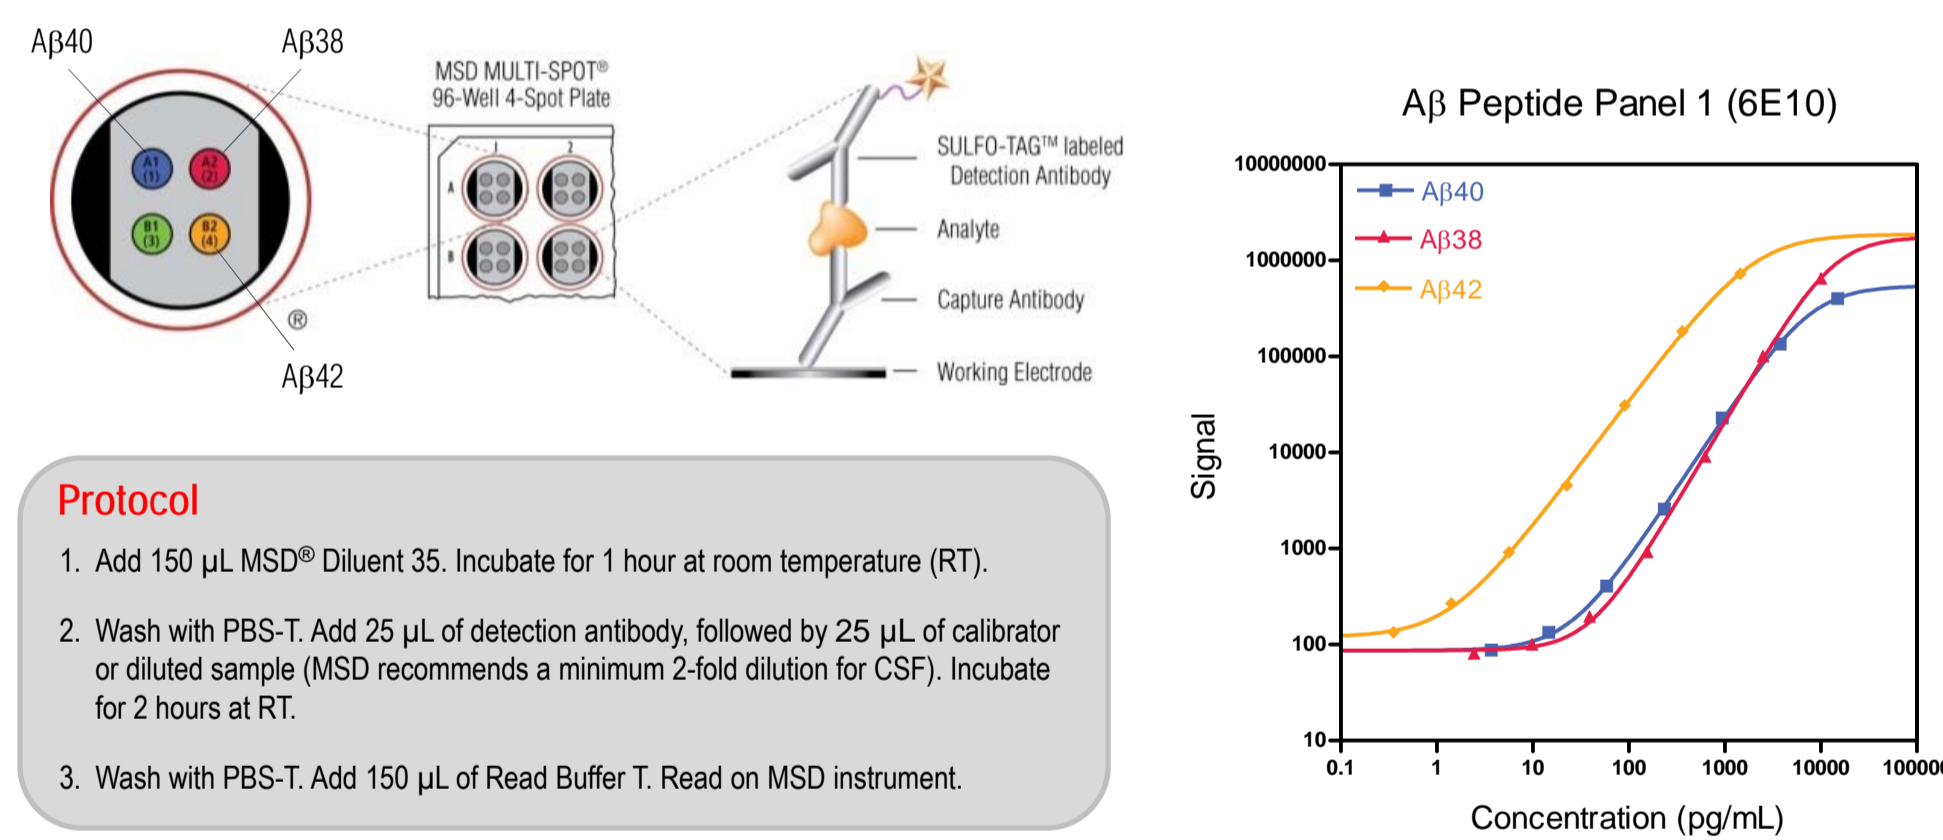 Aβ40
Aβ38
A1
(1)
A2
(2)
B1
(3)
B2
(4)
®
Aβ42
MSD MULTI-SPOT®
96-Well 4-Spot Plate
1
2
A
B
SULFO-TAG™ labeled
Detection Antibody
Analyte
Capture Antibody
Working Electrode
Protocol
1. Add 150 µL MSD® Diluent 35. Incubate for 1 hour at room temperature (RT).
2. Wash with PBS-T. Add 25 µL of detection antibody, followed by 25 µL of calibrator
or diluted sample (MSD recommends a minimum 2-fold dilution for CSF). Incubate
for 2 hours at RT.
3. Wash with PBS-T. Add 150 µL of Read Buffer T. Read on MSD instrument.
Aβ Peptide Panel 1 (6E10)
Aβ40
Aβ38
Aβ42
Signal
10000000
1000000
100000
10000
1000
100
10
0.1
1
10
100
1000
10000
100000
Concentration (pg/mL)